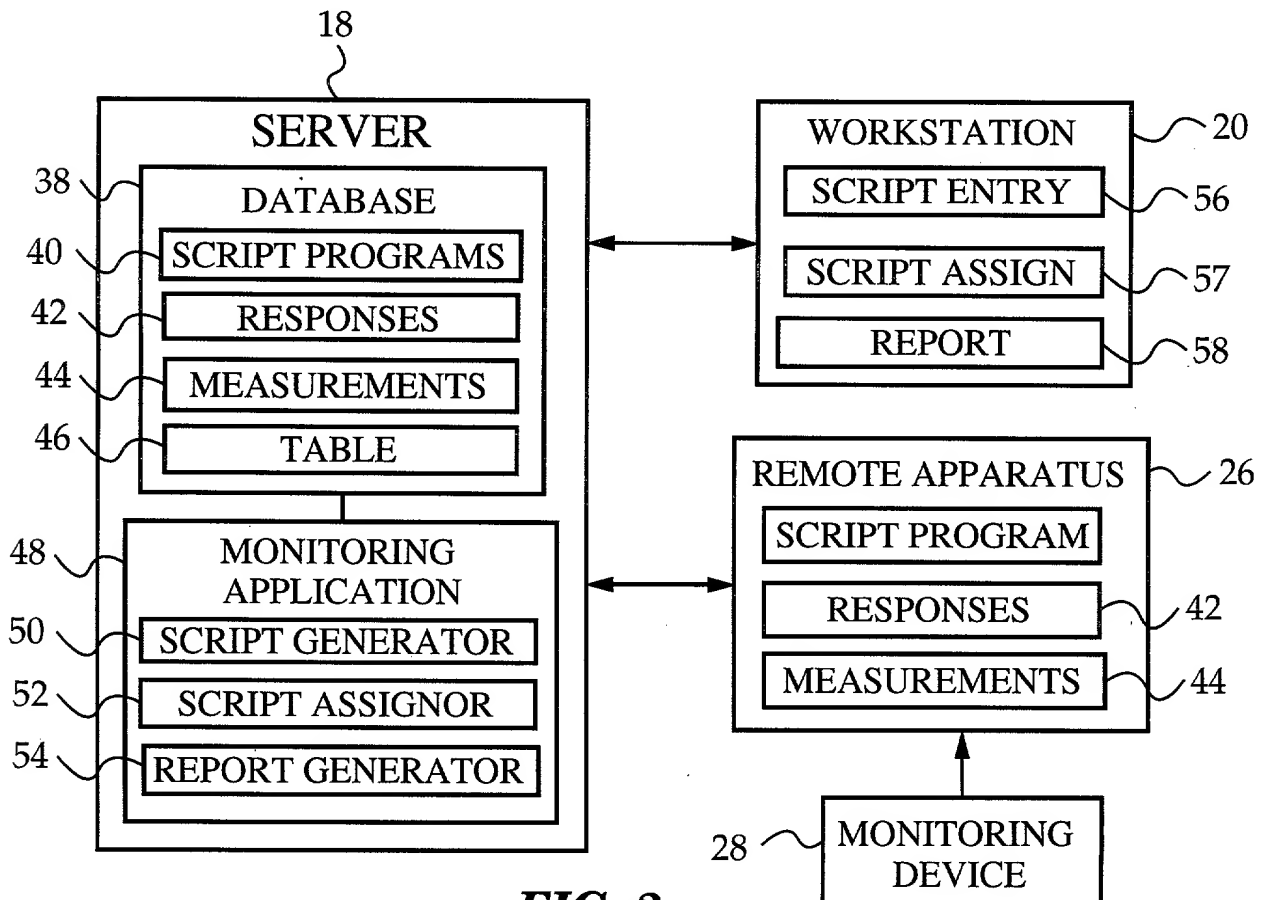 18
SERVER
38
DATABASE
40
SCRIPT PROGRAMS
42
RESPONSES
44
MEASUREMENTS
46
TABLE
48
MONITORING
APPLICATION
50
SCRIPT GENERATOR
52
SCRIPT ASSIGNOR
54
REPORT GENERATOR
WORKSTATION
20
SCRIPT ENTRY
56
SCRIPT ASSIGN
57
REPORT
58
REMOTE APPARATUS
26
SCRIPT PROGRAM
RESPONSES
42
MEASUREMENTS
44
28
MONITORING
DEVICE